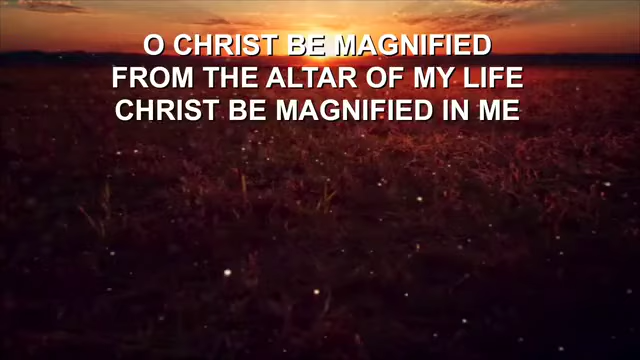 O CHRIST BE MAGNIFIED
FROM THE ALTAR OF MY LIFE
CHRIST BE MAGNIFIED IN ME